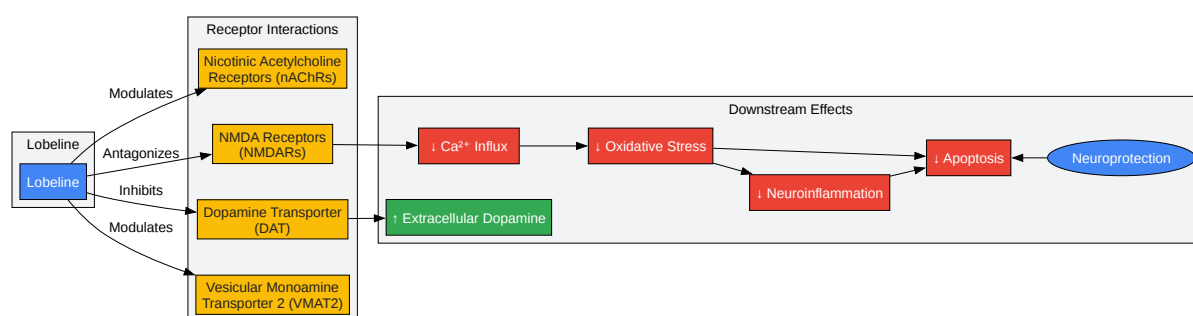 Receptor Interactions
Nicotinic Acetylcholine
Receptors (nAChRs)
Modulates
Downstream Effects
Lobeline
Lobeline
Antagonizes
NMDA Receptors
(NMDARs)
↓ Ca²⁺ Influx
↓ Oxidative Stress
↓ Apoptosis
Neuroprotection
Inhibits
↓ Neuroinflammation
Dopamine Transporter
(DAT)
↑ Extracellular Dopamine
Modulates
Vesicular Monoamine
Transporter 2 (VMAT2)